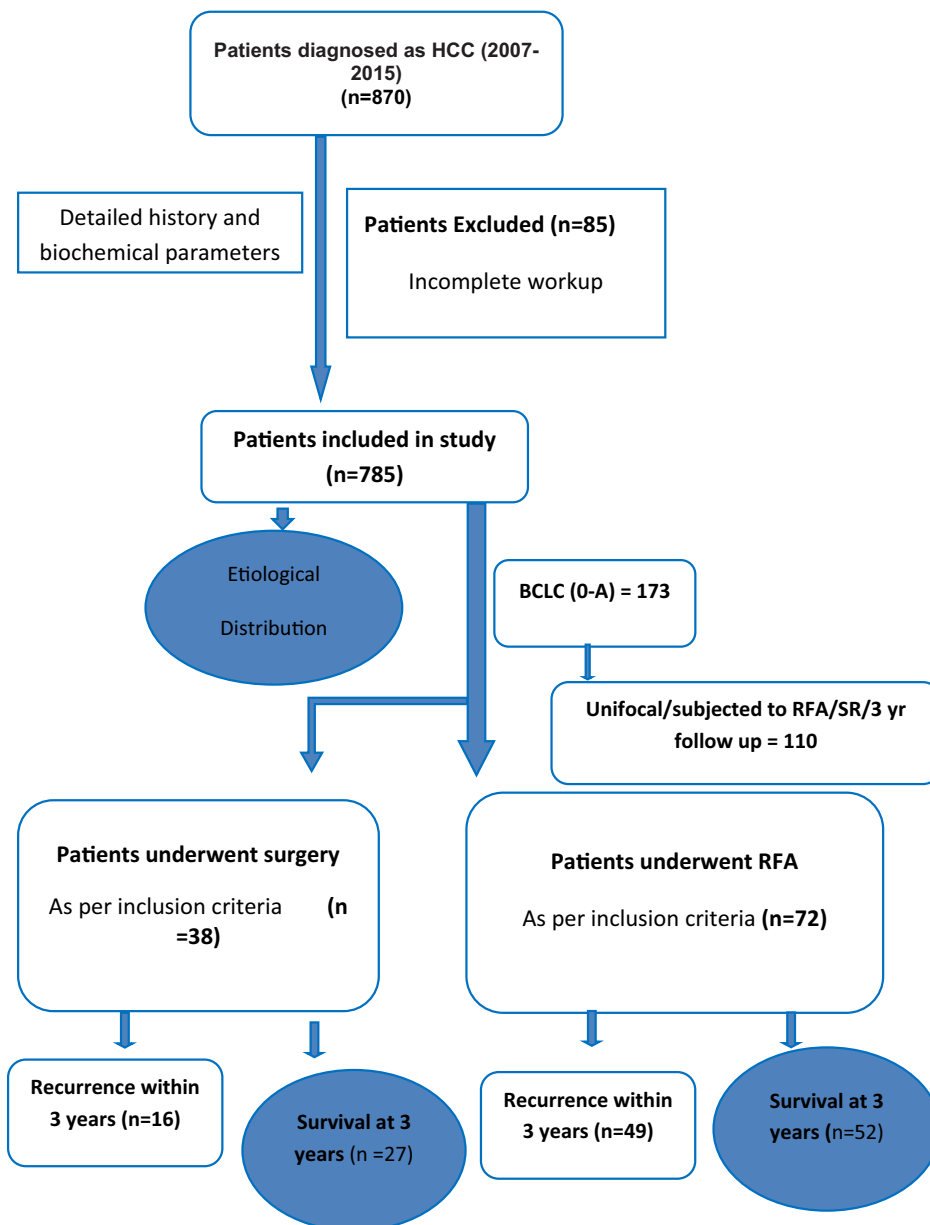 Patients diagnosed as HCC (2007-
2015)
(n=870)
Detailed history and
biochemical parameters
Patients Excluded (n=85)
Incomplete workup
Patients included in study
(n=785)
Etiological
Distribution
BCLC (0-A) = 173
Unifocal/subjected to RFA/SR/3 yr
follow up = 110
Patients underwent surgery
As per inclusion criteria (n
=38)
Patients underwent RFA
As per inclusion criteria (n=72)
Recurrence within
3 years (n=16)
Survival at 3
years (n =27)
Recurrence within
3 years (n=49)
Survival at 3
years (n=52)